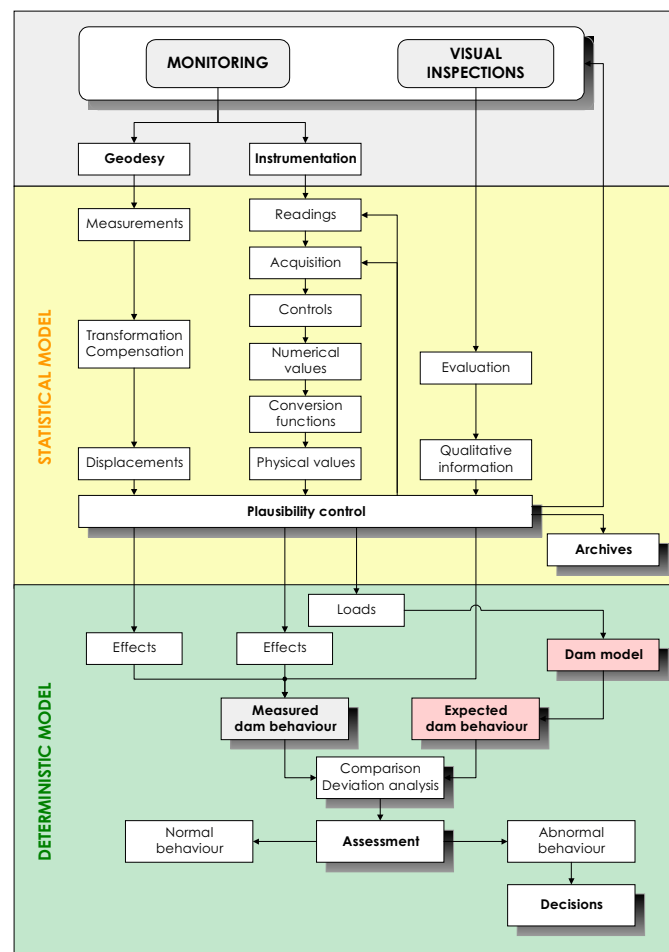 MONITORING
VISUAL
INSPECTIONS
Geodesy
Instrumentation
STATISTICAL MODEL
Measurements
Readings
Acquisition
Controls
Transformation
Compensation
Numerical
values
Evaluation
Conversion
functions
Displacements
Physical values
Qualitative
information
Plausibility control
Archives
DETERMINISTIC MODEL
Loads
Effects
Effects
Dam model
Measured
dam behaviour
Expected
dam behaviour
Comparison
Deviation analysis
Normal
behaviour
Assessment
Abnormal
behaviour
Decisions